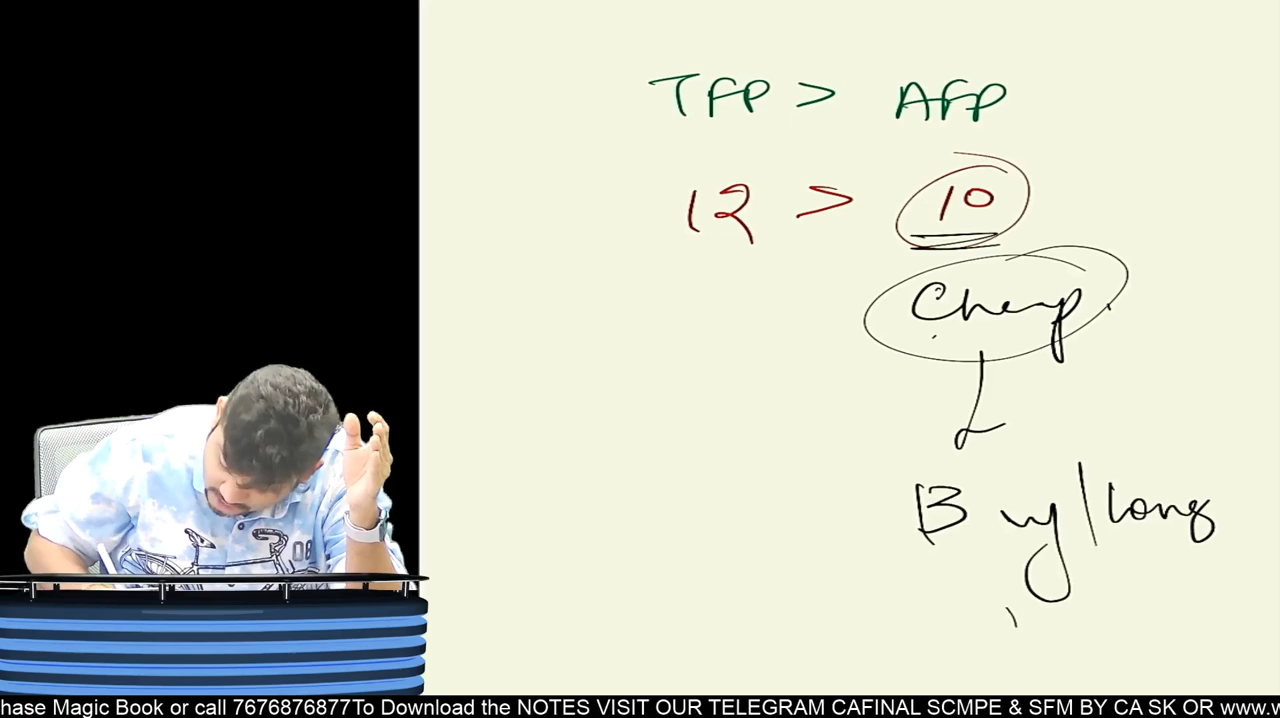 TFP > AFP
12 > 10
Cheap
Buy/Long
08
hase Magic Book or call 7676876877To Download the NOTES VISIT OUR TELEGRAM CAFINAL SCMPE & SFM BY CA SK OR www.v